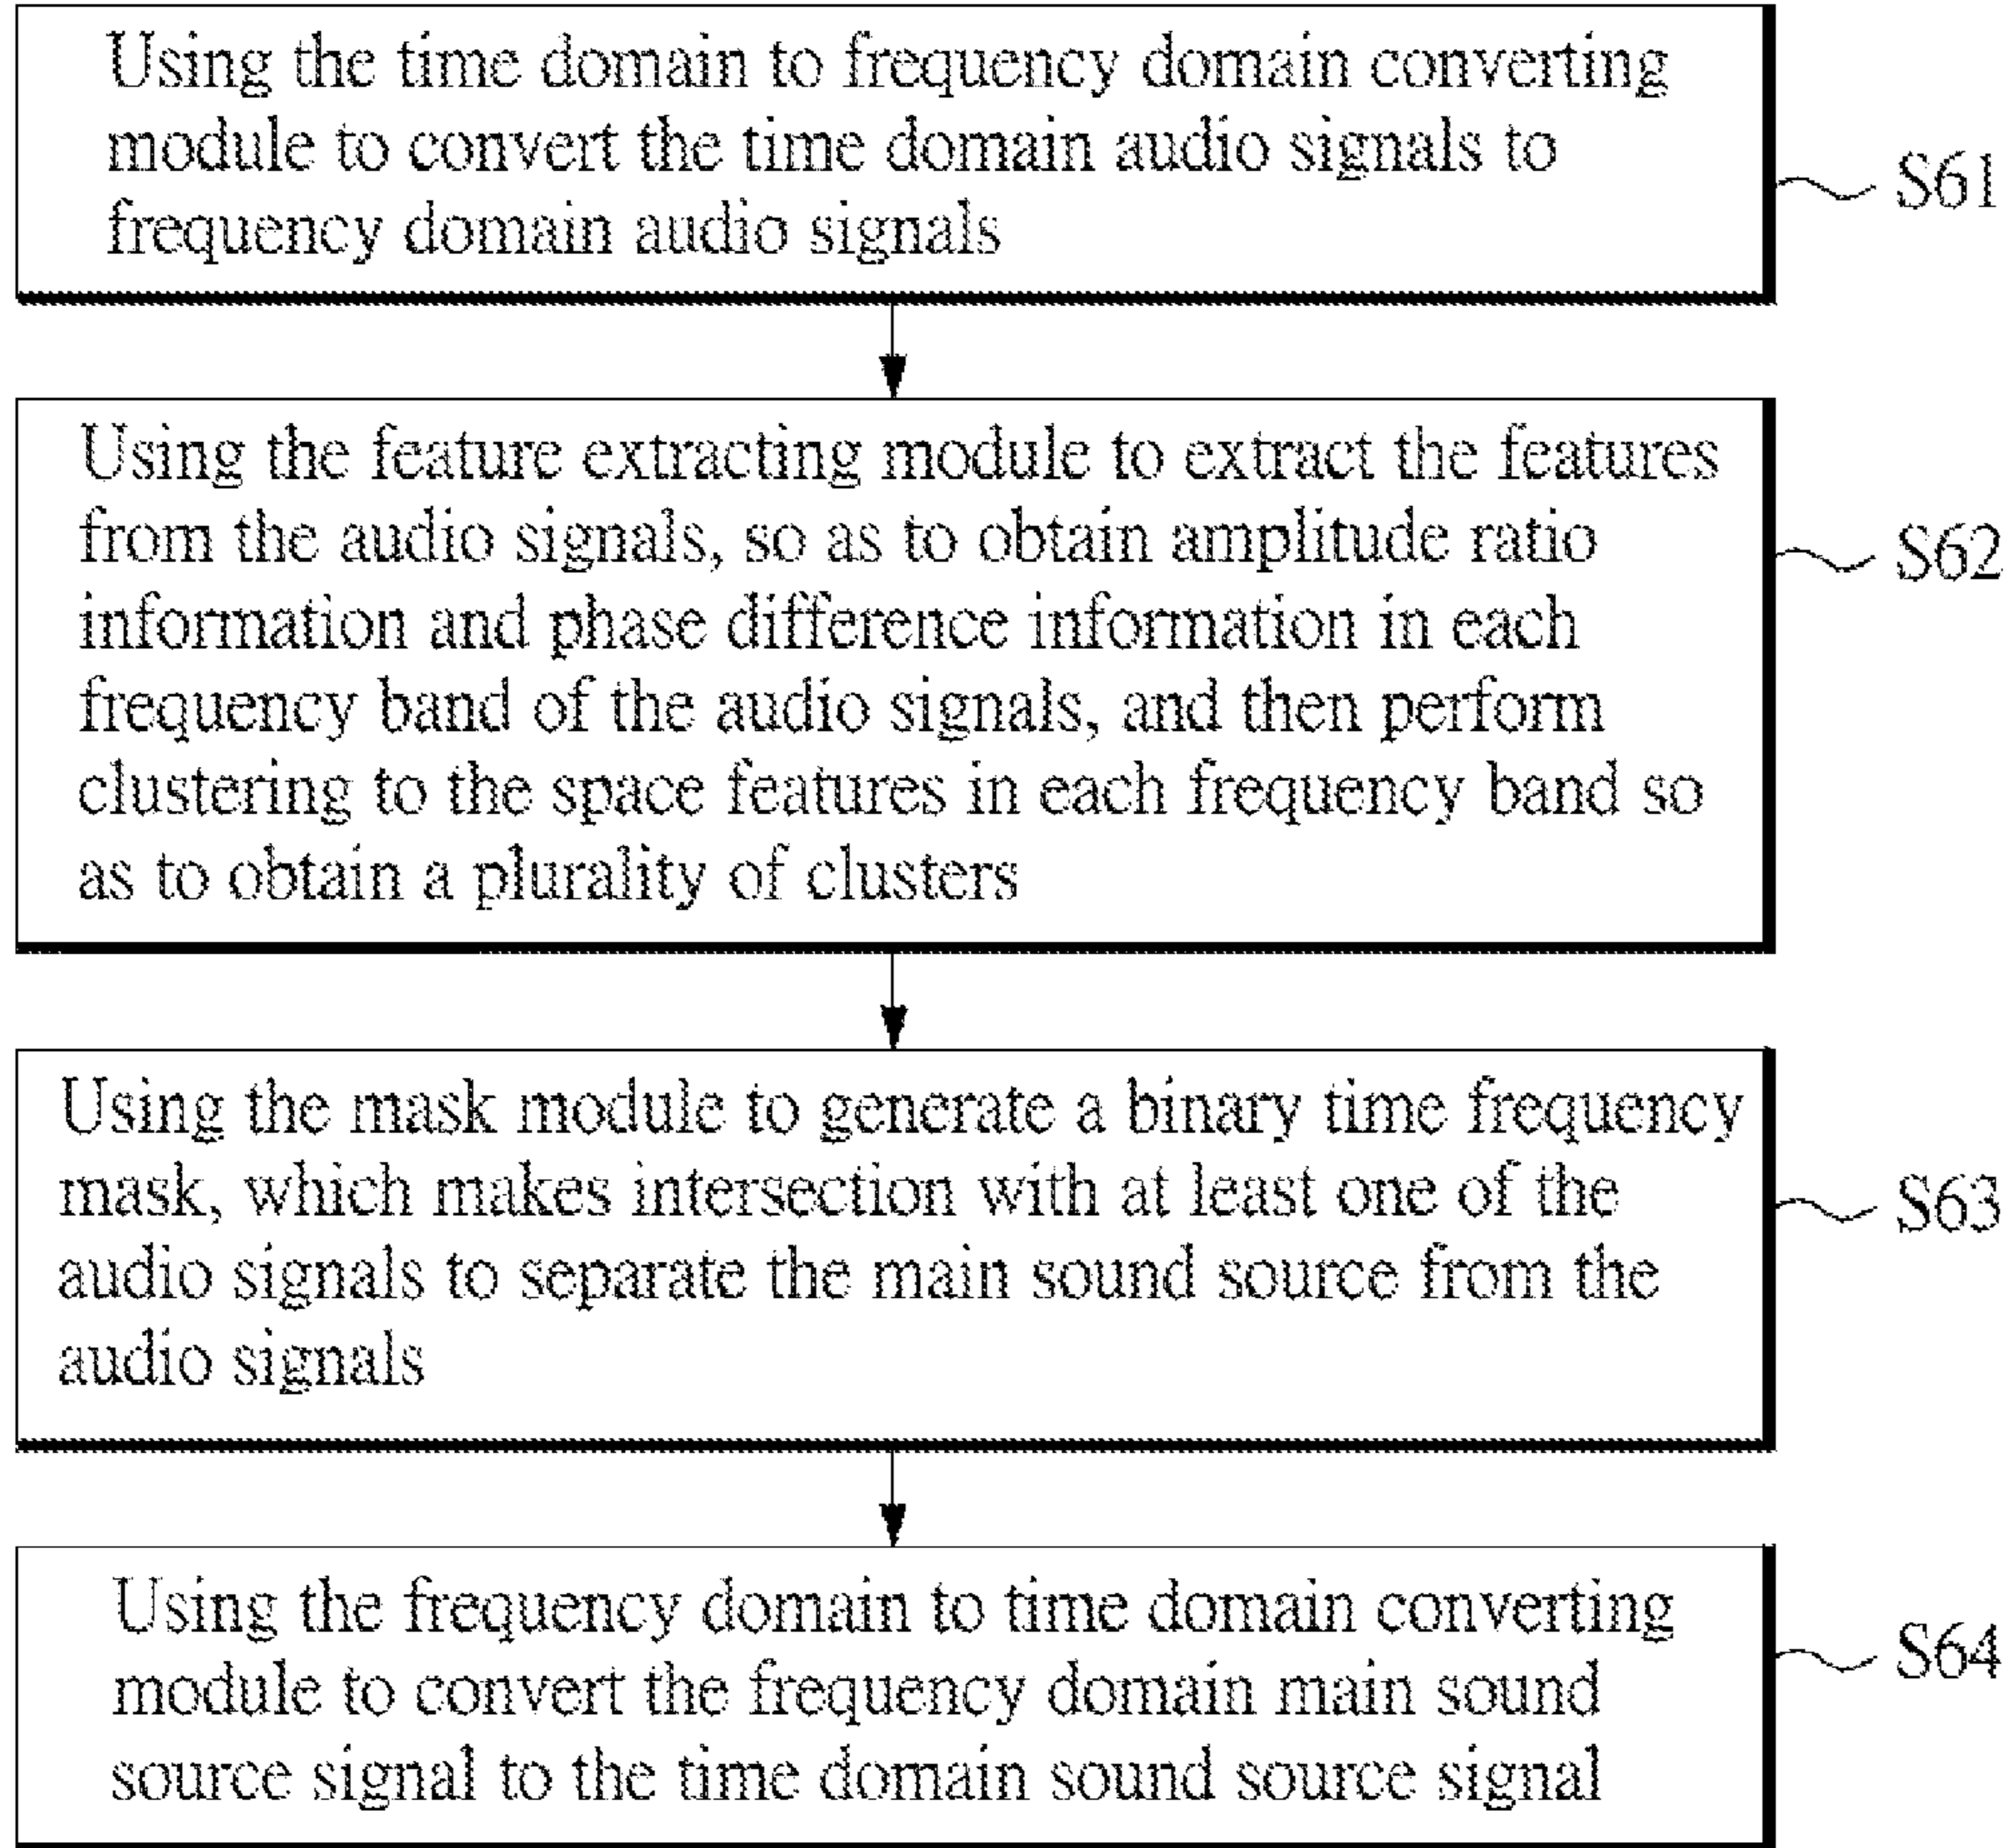 Using the time domain to frequency domain converting
module to convert the time domain audio signals to
frequency domain audio signals
S61
Using the feature extracting module to extract the features
from the audio signals, so as to obtain amplitude ratio
information and phase difference information in each
frequency band of the audio signals, and then perform
clustering to the space features in each frequency band so
as to obtain a plurality of clusters
S62
Using the mask module to generate a binary time frequency
mask, which makes intersection with at least one of the
audio signals to separate the main sound source from the
audio signals
S63
Using the frequency domain to time domain converting
module to convert the frequency domain main sound
source signal to the time domain sound source signal
S64